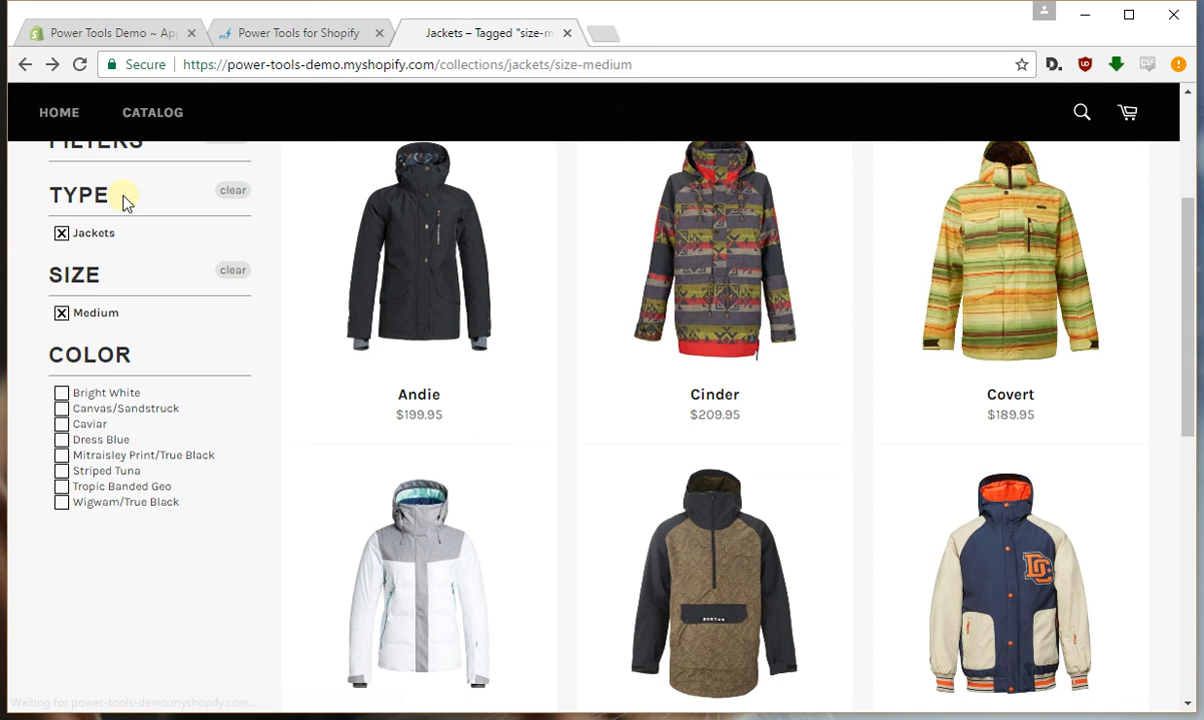 Power Tools Demo ~ Ap
Power Tools for Shopify
Jackets – Tagged "size-m
Secure
https://power-tools-demo.myshopify.com/collections/jackets/size-medium
D.
CSF
HOME
CATALOG
FILTERS
TYPE
clear
Jackets
SIZE
clear
Medium
COLOR
Bright White
Canvas/Sandstruck
Caviar
Dress Blue
Mitraisley Print/True Black
Striped Tuna
Tropic Banded Geo
Wigwam/True Black
Andie
$199.95
Cinder
$209.95
Covert
$189.95
BURTON
DC
Waiting for power-tools-demo.myshopify.com...